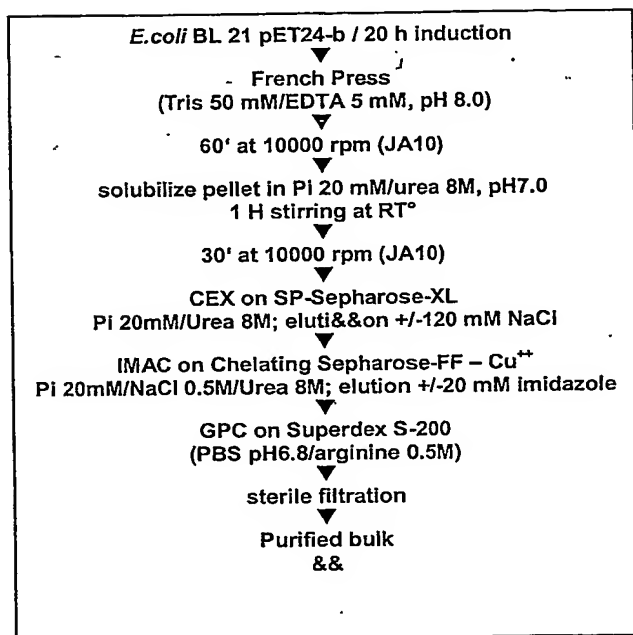 E.coli BL 21 pET24-b / 20 h induction
French Press
(Tris 50 mM/EDTA 5 mM, pH 8.0)
60' at 10000 rpm (JA10)
solubilize pellet in Pi 20 mM/urea 8M, pH7.0
1 H stirring at RT°
30' at 10000 rpm (JA10)
CEX on SP-Sepharose-XL
Pi 20mM/Urea 8M; eluti&&on +/-120 mM NaCl
IMAC on Chelating Sepharose-FF – Cu++
Pi 20mM/NaCl 0.5M/Urea 8M; elution +/-20 mM imidazole
GPC on Superdex S-200
(PBS pH6.8/arginine 0.5M)
sterile filtration
Purified bulk
&&